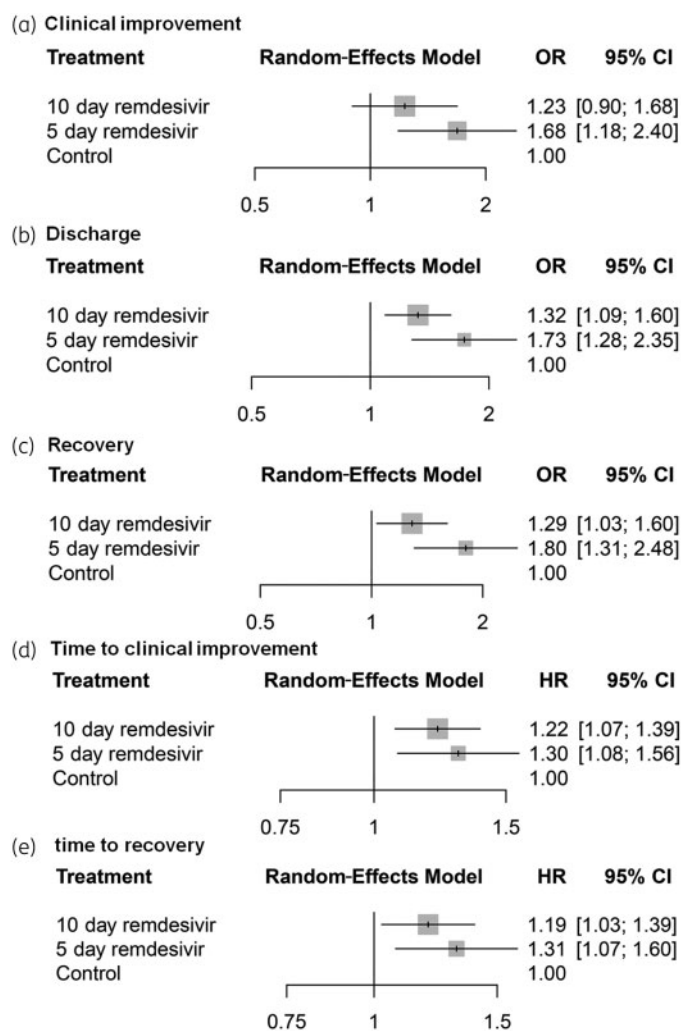 (a) Clinical improvement
Treatment Random-Effects Model OR 95% CI
10 day remdesivir 1.23 [0.90; 1.68]
5 day remdesivir 1.68 [1.18; 2.40]
Control 1.00
0.5 1 2
(b) Discharge
Treatment Random-Effects Model OR 95% CI
10 day remdesivir 1.32 [1.09; 1.60]
5 day remdesivir 1.73 [1.28; 2.35]
Control 1.00
0.5 1 2
(c) Recovery
Treatment Random-Effects Model OR 95% CI
10 day remdesivir 1.29 [1.03; 1.60]
5 day remdesivir 1.80 [1.31; 2.48]
Control 1.00
0.5 1 2
(d) Time to clinical improvement
Treatment Random-Effects Model HR 95% CI
10 day remdesivir 1.22 [1.07; 1.39]
5 day remdesivir 1.30 [1.08; 1.56]
Control 1.00
0.75 1 1.5
(e) time to recovery
Treatment Random-Effects Model HR 95% CI
10 day remdesivir 1.19 [1.03; 1.39]
5 day remdesivir 1.31 [1.07; 1.60]
Control 1.00
0.75 1 1.5